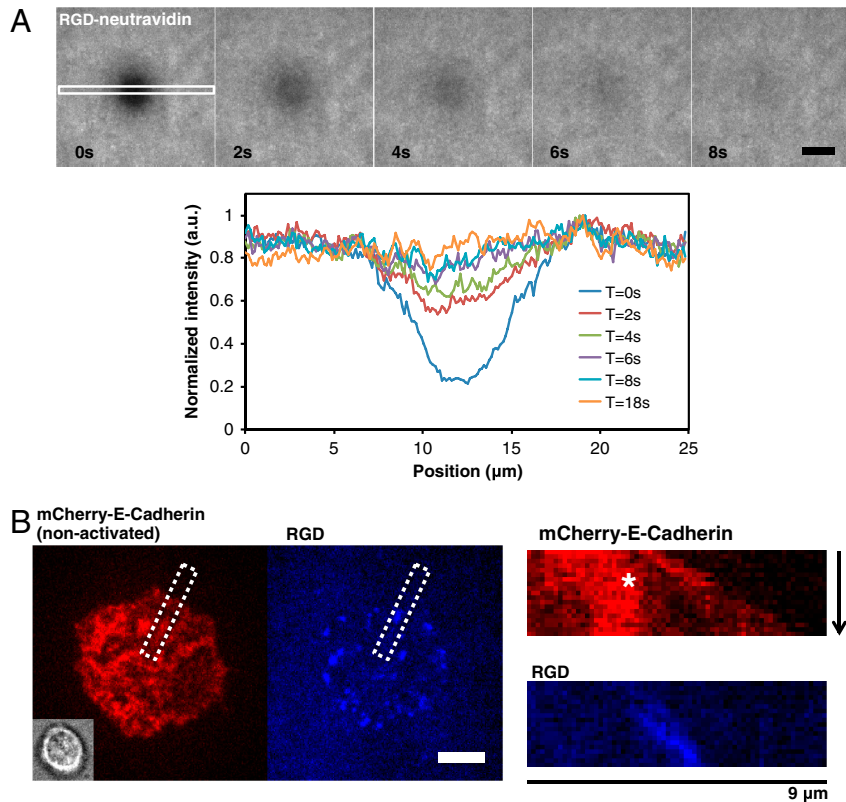 A
RGD-neutravidin
0s
2s
4s
6s
8s
Normalized intensity (a.u.)
1
0.8
0.6
0.4
0.2
0
0
5
10
15
20
25
Position (µm)
T=0s
T=2s
T=4s
T=6s
T=8s
T=18s
B
mCherry-E-Cadherin
(non-activated)
RGD
mCherry-E-Cadherin
*
RGD
9 µm